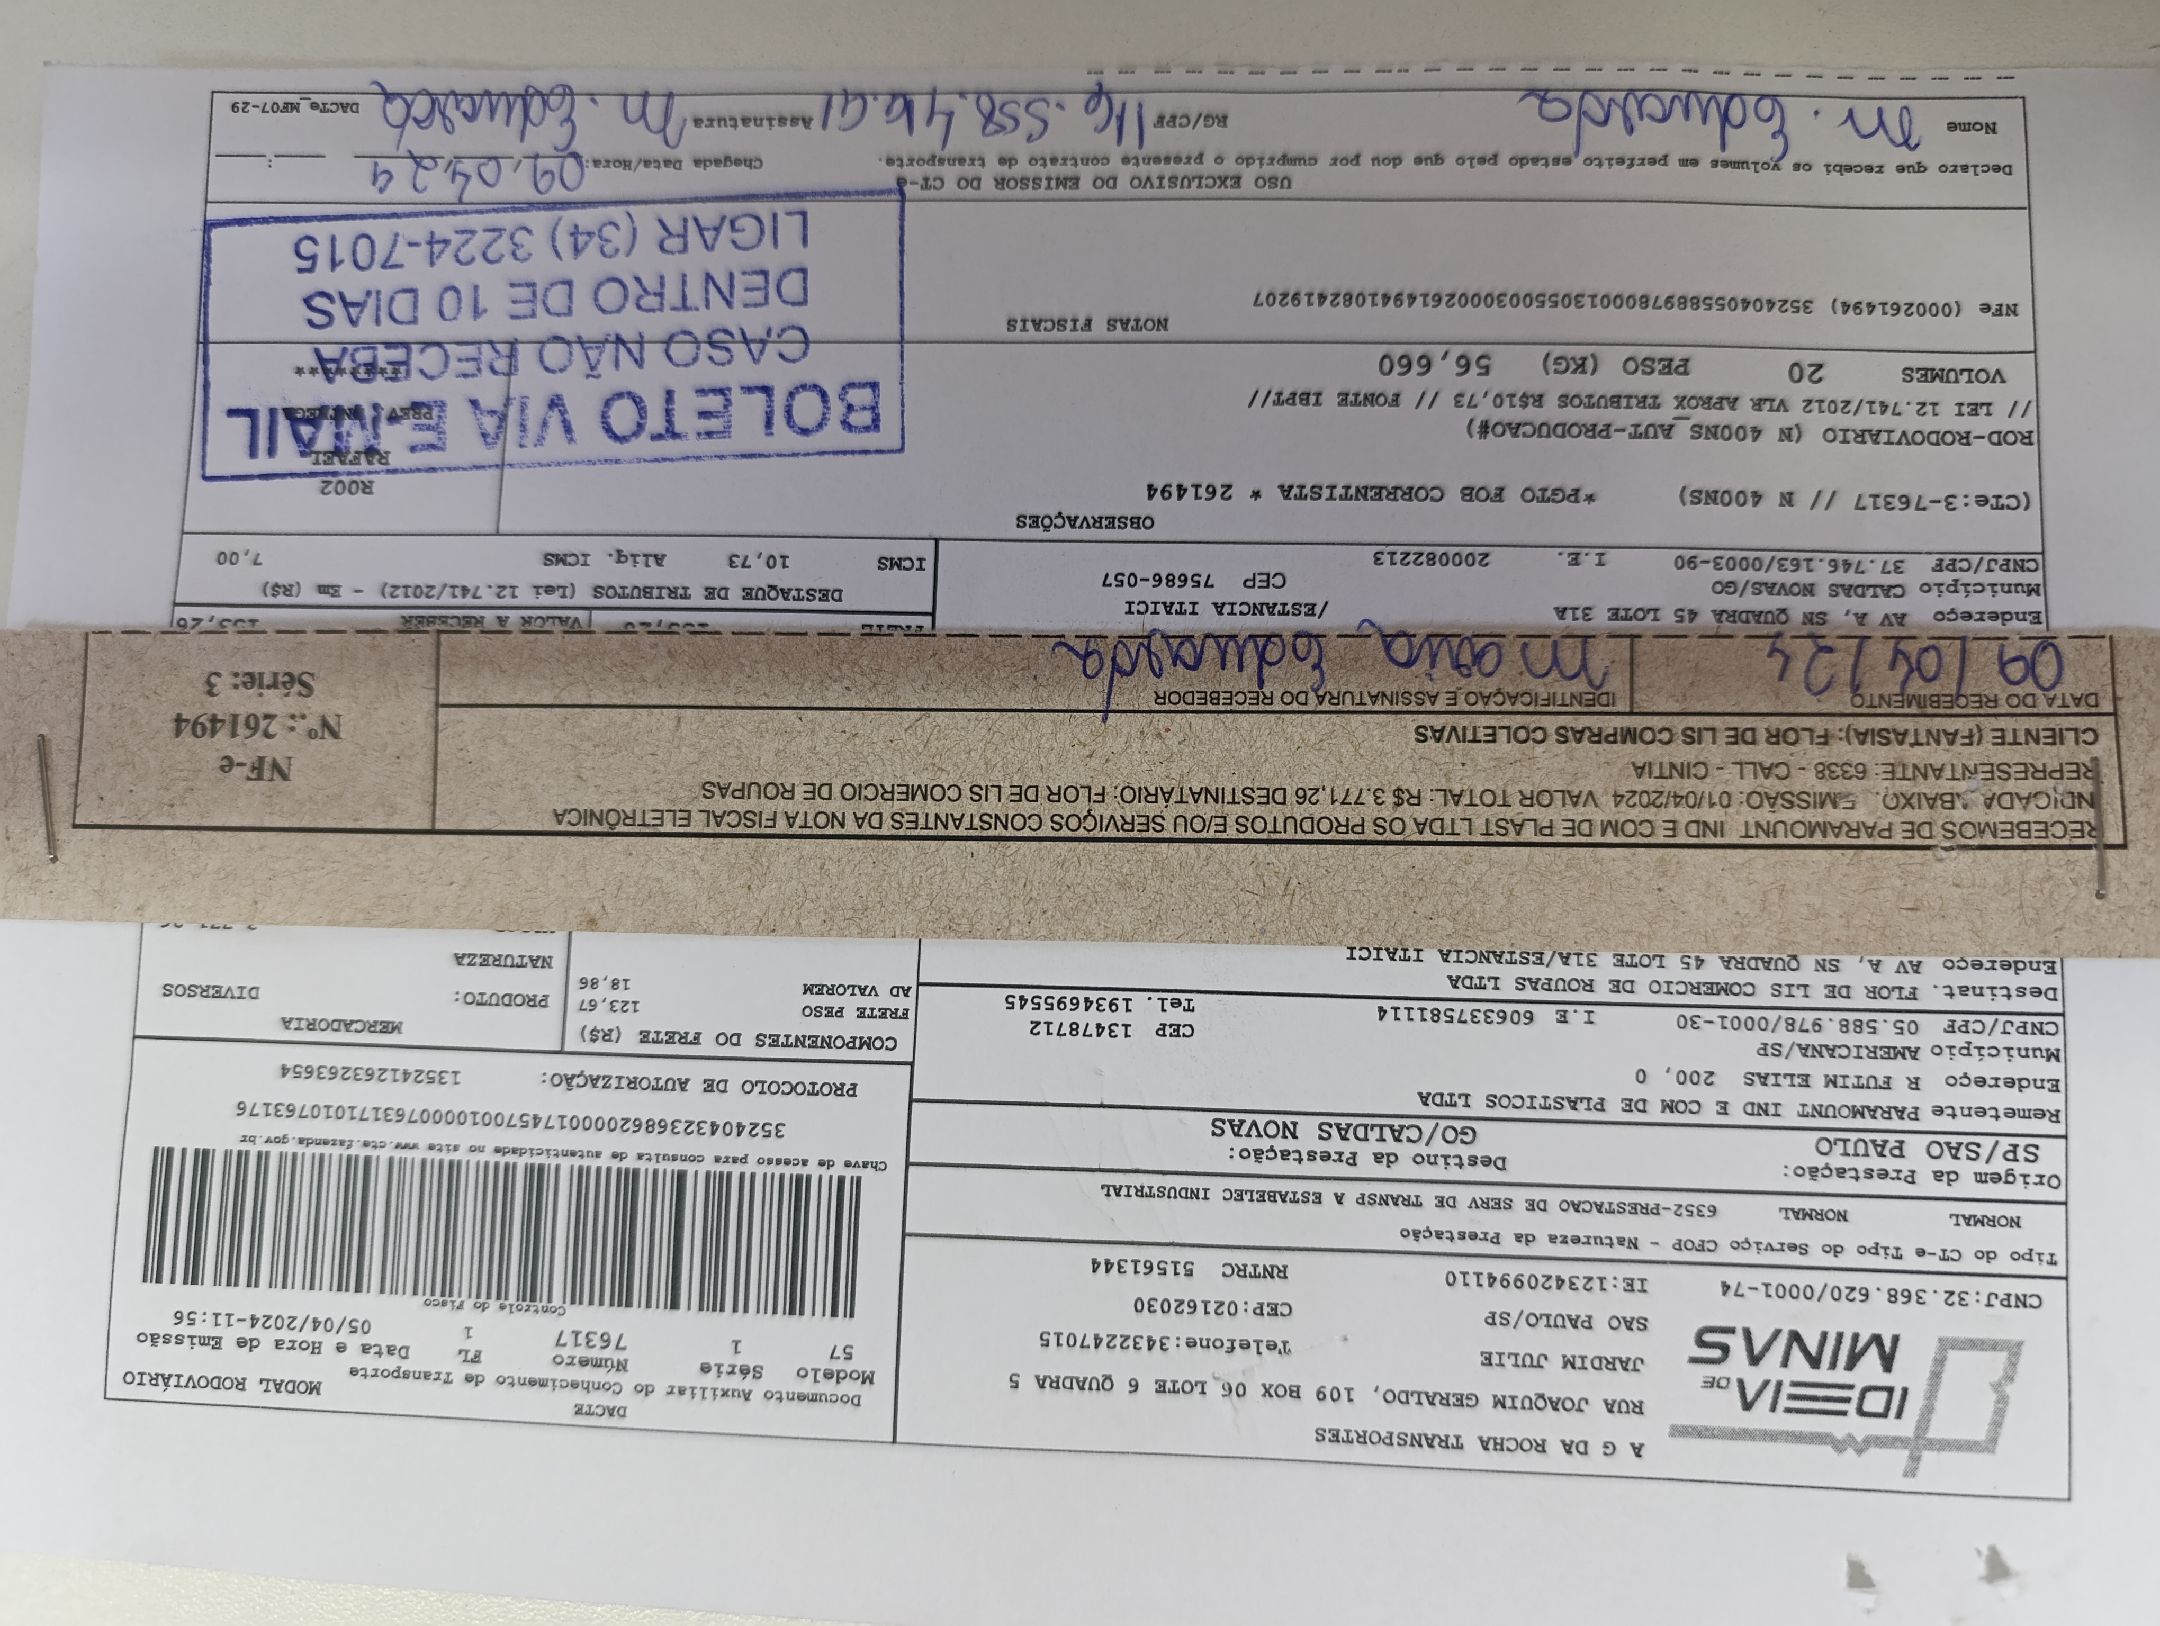 IDEIA DE MINAS
A G DA ROCHA TRANSPORTES
RUA JOAQUIM GERALDO, 109 BOX 06 LOTE 6 QUADRA 5
JARDIM JULIE Telefone:3432247015
SAO PAULO/SP CEP:02162030
CNPJ:32.368.620/0001-74 IE:123420994110 RNTRC 51561344
DACTE
Documento Auxiliar do Conhecimento de Transporte MODAL RODOVIÁRIO
Modelo Série Número FL Data e Hora de Emissão
57 1 76317 1 05/04/2024-11:56
Controle do Fisco
Chave de acesso para consulta de autenticidade no site www.cte.fazenda.gov.br
35240432368620000174570010000763171010763176
PROTOCOLO DE AUTORIZAÇÃO: 135241263263654
Tipo do CT-e Tipo do Serviço CFOP - Natureza da Prestação
NORMAL NORMAL 6352-PRESTACAO DE SERV DE TRANSP A ESTABELEC INDUSTRIAL
Origem da Prestação: Destino da Prestação:
SP/SAO PAULO GO/CALDAS NOVAS
Remetente PARAMOUNT IND E COM DE PLASTICOS LTDA
Endereço R FUTIM ELIAS 200, 0
Município AMERICANA/SP CEP 13478712
CNPJ/CPF 05.588.978/0001-30 I.E 606337581114 Tel. 1934695545
Destinat. FLOR DE LIS COMERCIO DE ROUPAS LTDA
Endereço AV A, SN QUADRA 45 LOTE 31A/ESTANCIA ITAICI
COMPONENTES DO FRETE (R$)
FRETE PESO 123,67
AD VALOREM 18,86
MERCADORIA
PRODUTO: DIVERSOS
NATUREZA
RECEBEMOS DE PARAMOUNT IND E COM DE PLAST LTDA OS PRODUTOS E/OU SERVIÇOS CONSTANTES DA NOTA FISCAL ELETRÔNICA
INDICADA ABAIXO. EMISSÃO: 01/04/2024 VALOR TOTAL: R$ 3.771,26 DESTINATÁRIO: FLOR DE LIS COMERCIO DE ROUPAS
REPRESENTANTE: 6338 - CALL - CINTIA
CLIENTE (FANTASIA): FLOR DE LIS COMPRAS COLETIVAS
DATA DO RECEBIMENTO IDENTIFICAÇÃO E ASSINATURA DO RECEBEDOR
09/04/24 Maria Eduarda
NF-e
Nº.: 261494
Série: 3
Endereço AV A, SN QUADRA 45 LOTE 31A /ESTANCIA ITAICI
Município CALDAS NOVAS/GO CEP 75686-057
CNPJ/CPF 37.746.163/0003-90 I.E. 200082213
FRETE VALOR A RECEBER 153,26
DESTAQUE DE TRIBUTOS (Lei 12.741/2012) - Em (R$)
ICMS 10,73 Aliq. ICMS 7,00
OBSERVAÇÕES
(CTe:3-76317 // N 400NS) *PGTO FOB CORRENTISTA * 261494
ROD-RODOVIARIO (N 400NS_AUT-PRODUCAO#)
// LEI 12.741/2012 VLR APROX TRIBUTOS R$10,73 // FONTE IBPT//
R002
RAFAEL
PREV. ENTREGA
********
VOLUMES 20 PESO (KG) 56,660
NOTAS FISCAIS
NFe (000261494) 35240405588978000130550030002614941082419207
BOLETO VIA E-MAIL
CASO NÃO RECEBA
DENTRO DE 10 DIAS
LIGAR (34) 3224-7015
USO EXCLUSIVO DO EMISSOR DO CT-e
Declaro que recebi os volumes em perfeito estado pelo que dou por cumprido o presente contrato de transporte. Chegada Data/Hora: 09.04.24 __:__
Nome M. Eduarda RG/CPF 116.558.416.41 Assinatura M. Eduarda DACTe_MF07-29